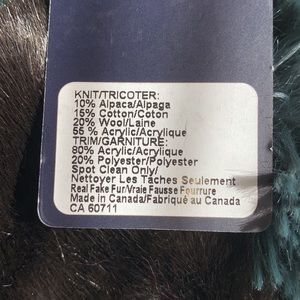 KNIT/TRICOTER:
10% Alpaca/Alpaga
15% Cotton/Coton
20% Wool/Laine
55 % Acrylic/Acrylique
TRIM/GARNITURE:
80% Acrylic/Acrylique
20% Polyester/Polyester
Spot Clean Only/
Nettoyer Les Tâches Seulement
Real Fake Fur/Vraie Fausse Fourrure
Made in Canada/Fabriqué au Canada
CA 60711